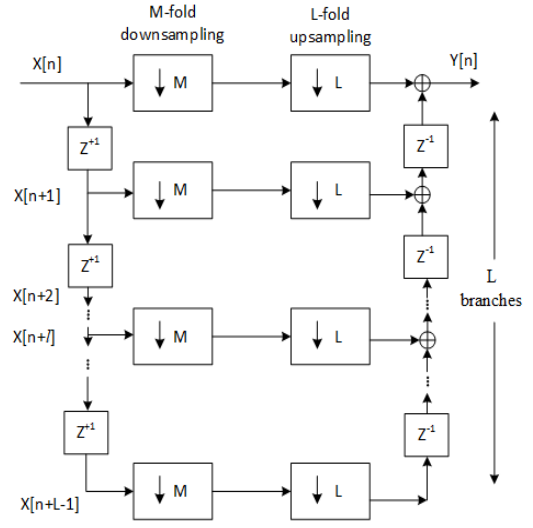 M-fold
downsampling
L-fold
upsampling
X[n]
M
L
Y[n]
Z+1
Z-1
X[n+1]
M
L
Z+1
Z-1
X[n+2]
X[n+l]
M
L
L
branches
Z+1
Z-1
X[n+L-1]
M
L